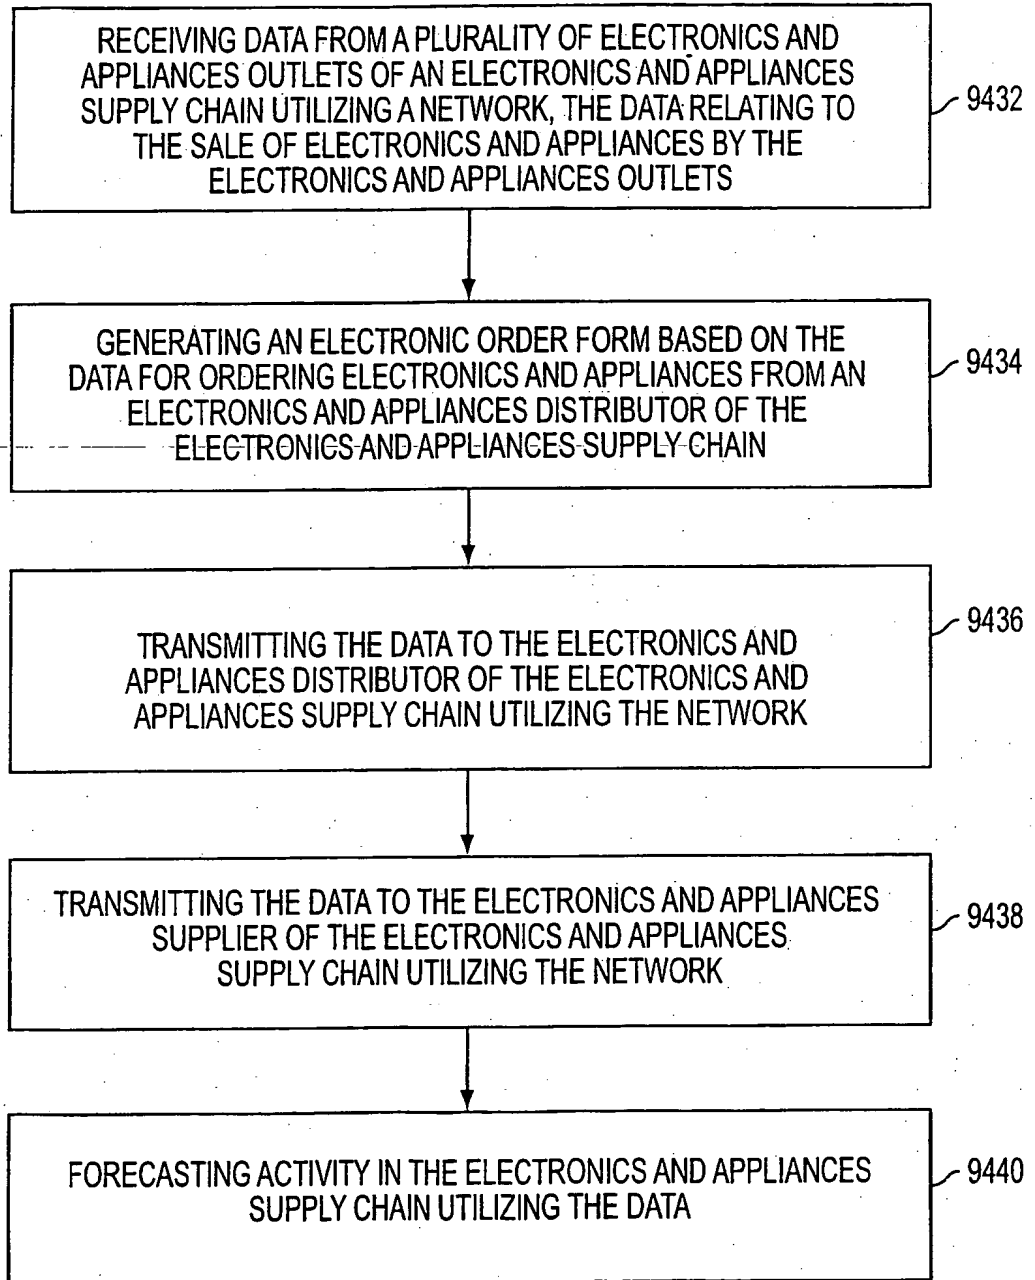 RECEIVING DATA FROM A PLURALITY OF ELECTRONICS AND
APPLIANCES OUTLETS OF AN ELECTRONICS AND APPLIANCES
SUPPLY CHAIN UTILIZING A NETWORK, THE DATA RELATING TO
THE SALE OF ELECTRONICS AND APPLIANCES BY THE
ELECTRONICS AND APPLIANCES OUTLETS
9432
GENERATING AN ELECTRONIC ORDER FORM BASED ON THE
DATA FOR ORDERING ELECTRONICS AND APPLIANCES FROM AN
ELECTRONICS AND APPLIANCES DISTRIBUTOR OF THE
ELECTRONICS AND APPLIANCES SUPPLY CHAIN
9434
TRANSMITTING THE DATA TO THE ELECTRONICS AND
APPLIANCES DISTRIBUTOR OF THE ELECTRONICS AND
APPLIANCES SUPPLY CHAIN UTILIZING THE NETWORK
9436
TRANSMITTING THE DATA TO THE ELECTRONICS AND APPLIANCES
SUPPLIER OF THE ELECTRONICS AND APPLIANCES
SUPPLY CHAIN UTILIZING THE NETWORK
9438
FORECASTING ACTIVITY IN THE ELECTRONICS AND APPLIANCES
SUPPLY CHAIN UTILIZING THE DATA
9440